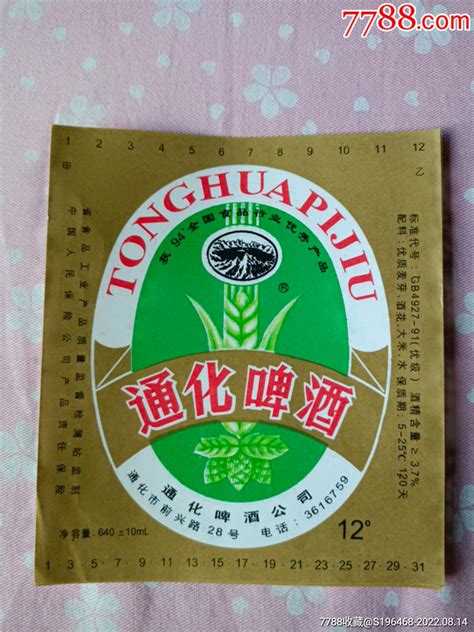 7788.com
1 2 3 4 5 6 7 8 9 10 11 12
TONGHUAPIJIU
获94'全国食品行业优秀产品
®
通化啤酒
通化啤酒公司
通化市前兴路28号 电话：3616759
12°
省食品工业产品质量监督检测站监制
中国人民保险公司产品责任保险
净容量：640±10mL
标准代号：GB4927-91(优级) 酒精含量≥3.7%
配料：优质麦芽、酒花、大米、水 保质期：5-25℃ 120天
1 · 3 · 5 · 7 · 9 · 11 · 13 · 15 · 17 · 19 · 21 · 23 · 25 · 27 · 29 · 31
7788收藏@S196468-2022.08.14